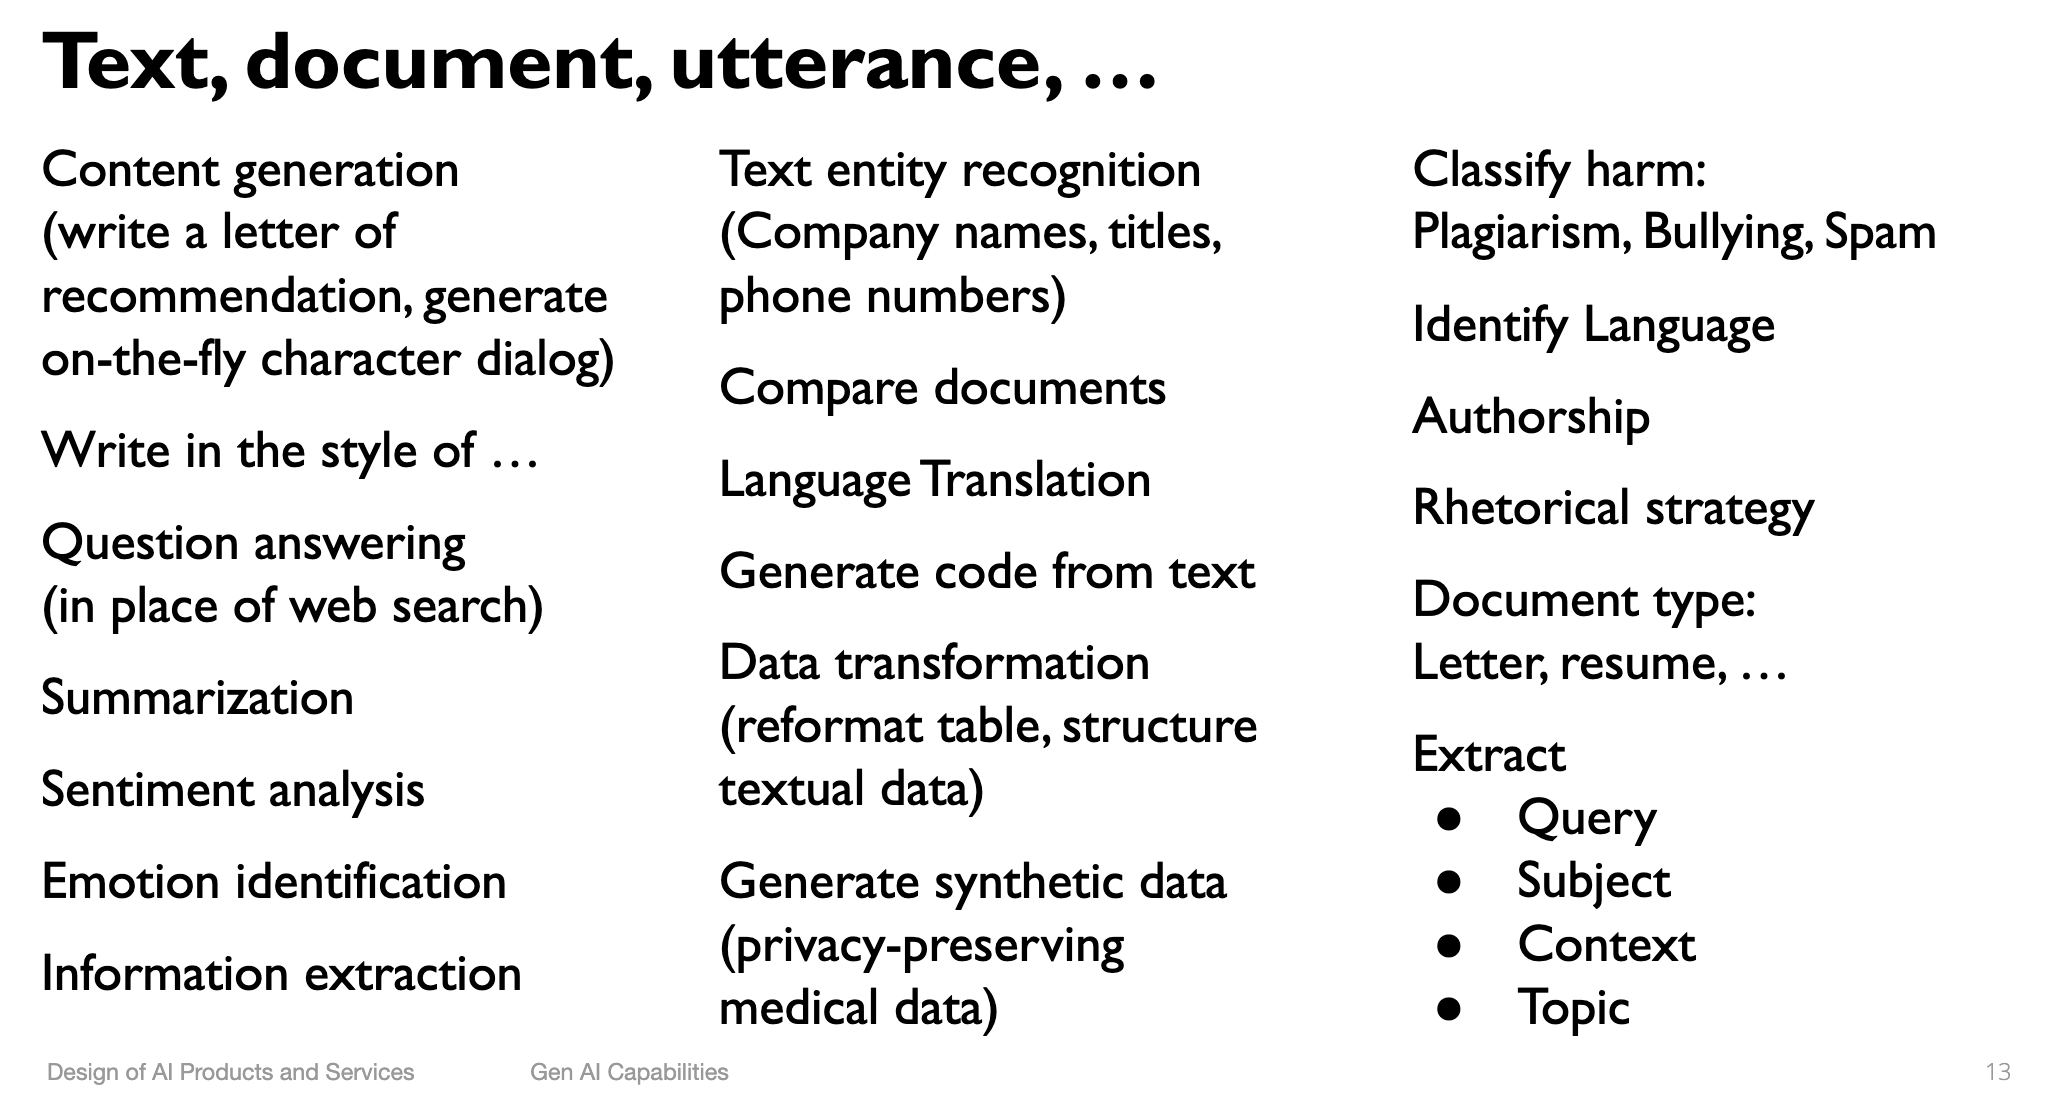 Text, document, utterance, …
Content generation
(write a letter of
recommendation, generate
on-the-fly character dialog)
Write in the style of …
Question answering
(in place of web search)
Summarization
Sentiment analysis
Emotion identification
Information extraction
Text entity recognition
(Company names, titles,
phone numbers)
Compare documents
Language Translation
Generate code from text
Data transformation
(reformat table, structure
textual data)
Generate synthetic data
(privacy-preserving
medical data)
Classify harm:
Plagiarism, Bullying, Spam
Identify Language
Authorship
Rhetorical strategy
Document type:
Letter, resume, …
Extract
● Query
● Subject
● Context
● Topic
Design of AI Products and Services
Gen AI Capabilities
13